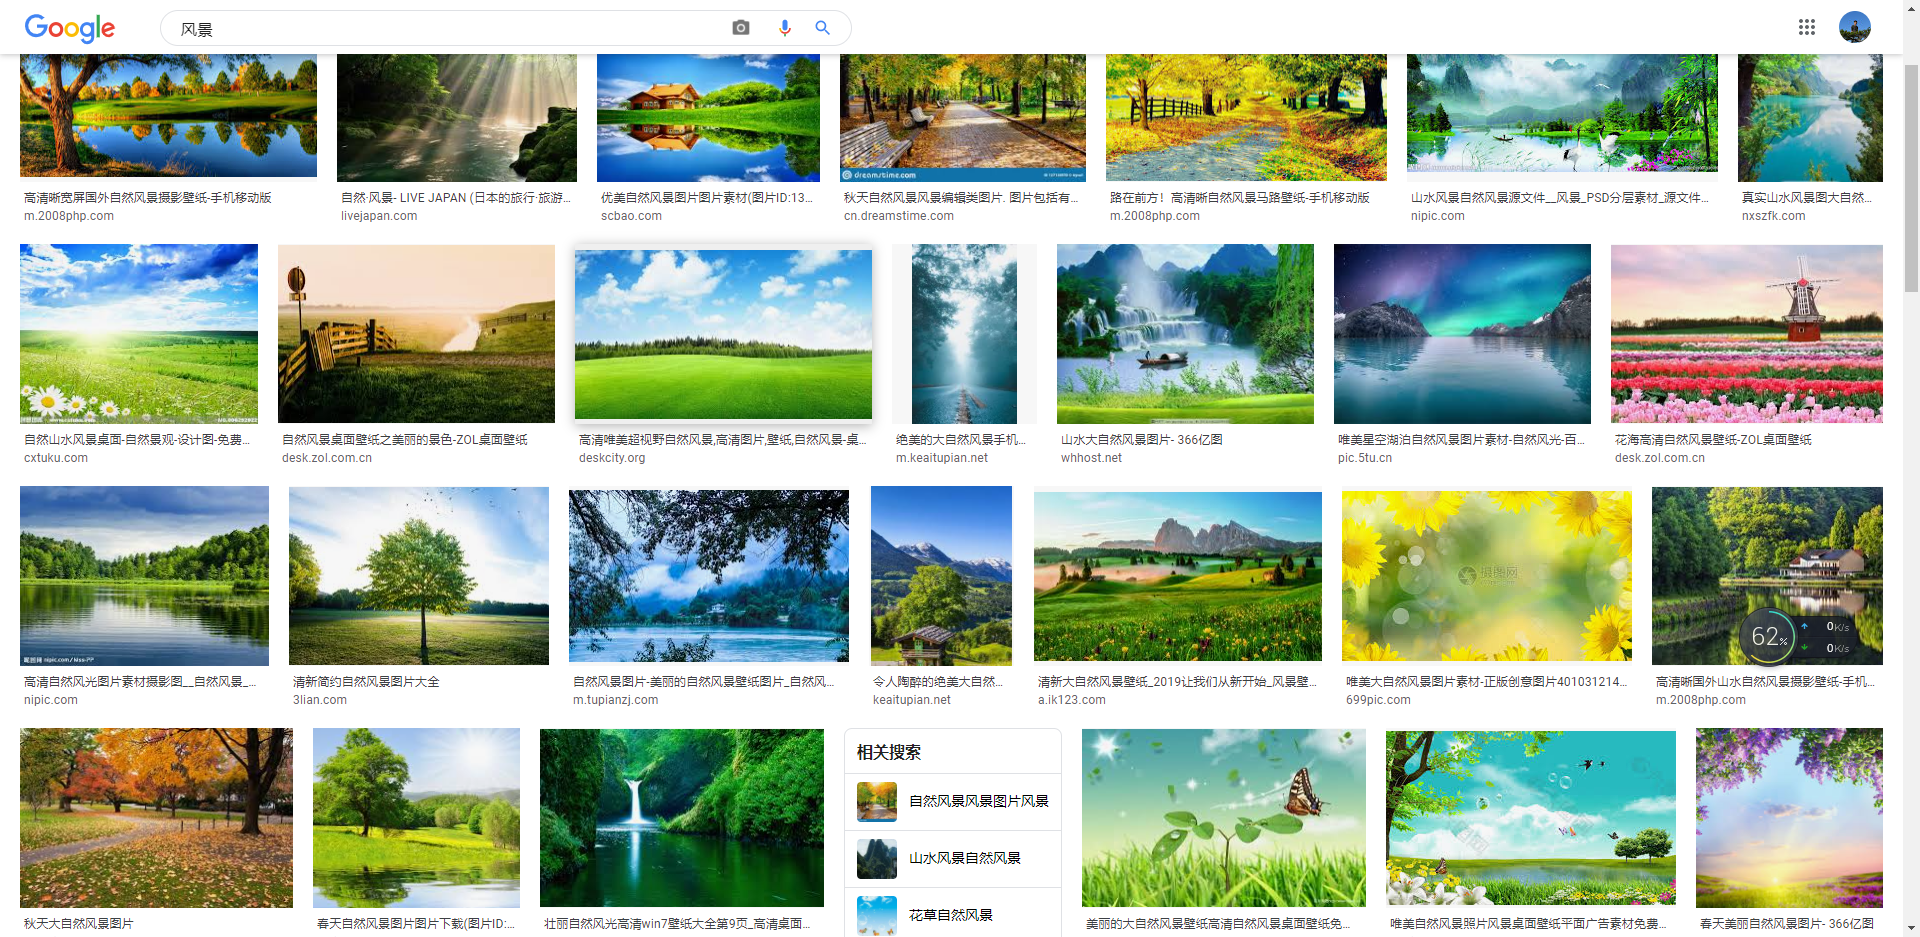 Google
风景
高清晰宽屏国外自然风景摄影壁纸-手机移动版
m.2008php.com
自然·风景- LIVE JAPAN (日本的旅行·旅游...
livejapan.com
优美自然风景图片图片素材(图片ID:13...
scbao.com
dreamstime.com
秋天自然风景风景编辑类图片. 图片包括有...
cn.dreamstime.com
路在前方！高清晰自然风景马路壁纸-手机移动版
m.2008php.com
山水风景自然风景源文件__风景_PSD分层素材_源文件...
nipic.com
真实山水风景图大自然...
nxszfk.com
自然山水风景桌面-自然景观-设计图-免费...
cxtuku.com
自然风景桌面壁纸之美丽的景色-ZOL桌面壁纸
desk.zol.com.cn
高清唯美超视野自然风景,高清图片,壁纸,自然风景-桌...
deskcity.org
绝美的大自然风景手机...
m.keaitupian.net
山水大自然风景图片- 366亿图
whhost.net
唯美星空湖泊自然风景图片素材-自然风光-百...
pic.5tu.cn
花海高清自然风景壁纸-ZOL桌面壁纸
desk.zol.com.cn
昵图网 nipic.com/kiss-PP
摄图网
62%
0K/s
0K/s
高清自然风光图片素材摄影图__自然风景_...
nipic.com
清新简约自然风景图片大全
3lian.com
自然风景图片-美丽的自然风景壁纸图片_自然风...
m.tupianzj.com
令人陶醉的绝美大自然...
keaitupian.net
清新大自然风景壁纸_2019让我们从新开始_风景壁...
a.ik123.com
唯美大自然风景图片素材-正版创意图片401031214...
699pic.com
高清晰国外山水自然风景摄影壁纸-手机...
m.2008php.com
相关搜索
自然风景风景图片风景
山水风景自然风景
花草自然风景
秋天大自然风景图片
春天自然风景图片图片下载(图片ID:...
壮丽自然风光高清win7壁纸大全第9页_高清桌面...
美丽的大自然风景壁纸高清自然风景桌面壁纸免...
唯美自然风景照片风景桌面壁纸平面广告素材免费...
春天美丽自然风景图片- 366亿图